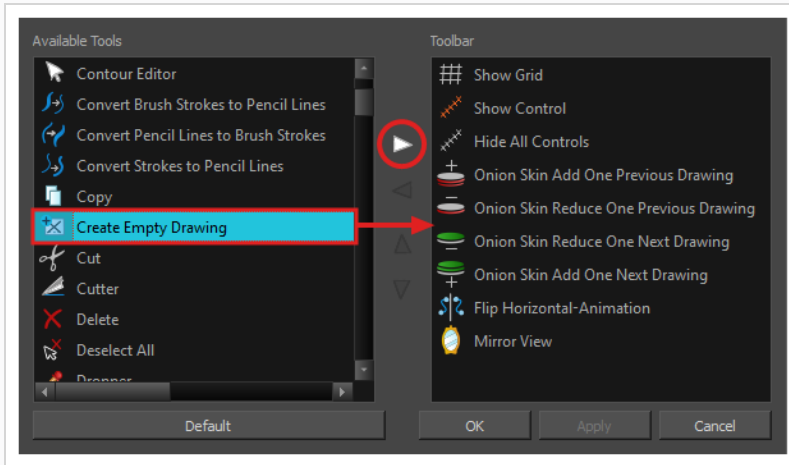 Available Tools
Contour Editor
Convert Brush Strokes to Pencil Lines
Convert Pencil Lines to Brush Strokes
Convert Strokes to Pencil Lines
Copy
Create Empty Drawing
Cut
Cutter
Delete
Deselect All
Dropper
Default
Toolbar
Show Grid
Show Control
Hide All Controls
Onion Skin Add One Previous Drawing
Onion Skin Reduce One Previous Drawing
Onion Skin Reduce One Next Drawing
Onion Skin Add One Next Drawing
Flip Horizontal-Animation
Mirror View
OK
Apply
Cancel